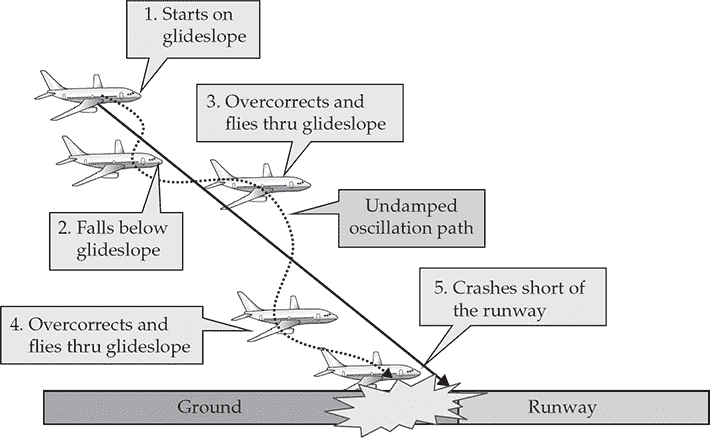 1. Starts on
glideslope
3. Overcorrects and
flies thru glideslope
2. Falls below
glideslope
Undamped
oscillation path
5. Crashes short of
the runway
4. Overcorrects and
flies thru glideslope
Ground
Runway